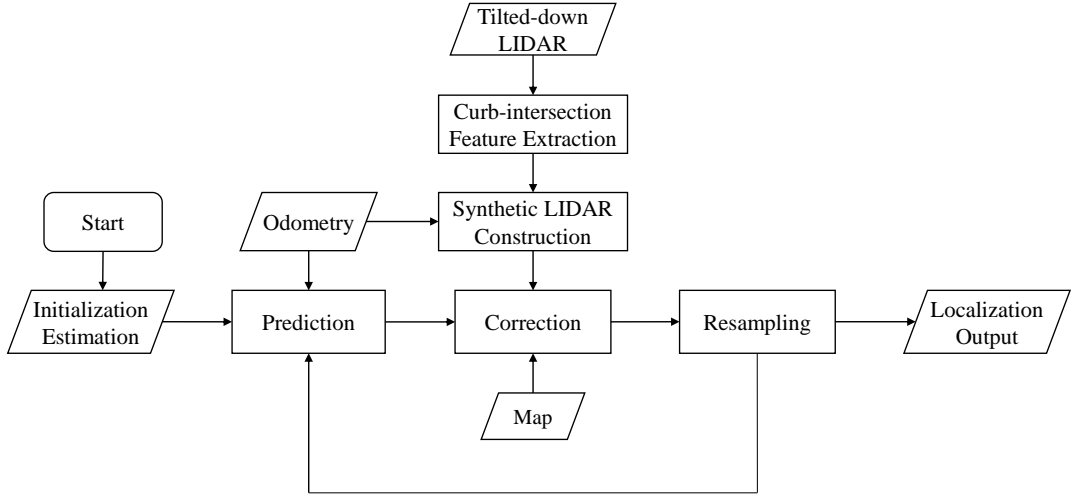 Tilted-down
LIDAR
Curb-intersection
Feature Extraction
Start
Odometry
Synthetic LIDAR
Construction
Initialization
Estimation
Prediction
Correction
Resampling
Localization
Output
Map